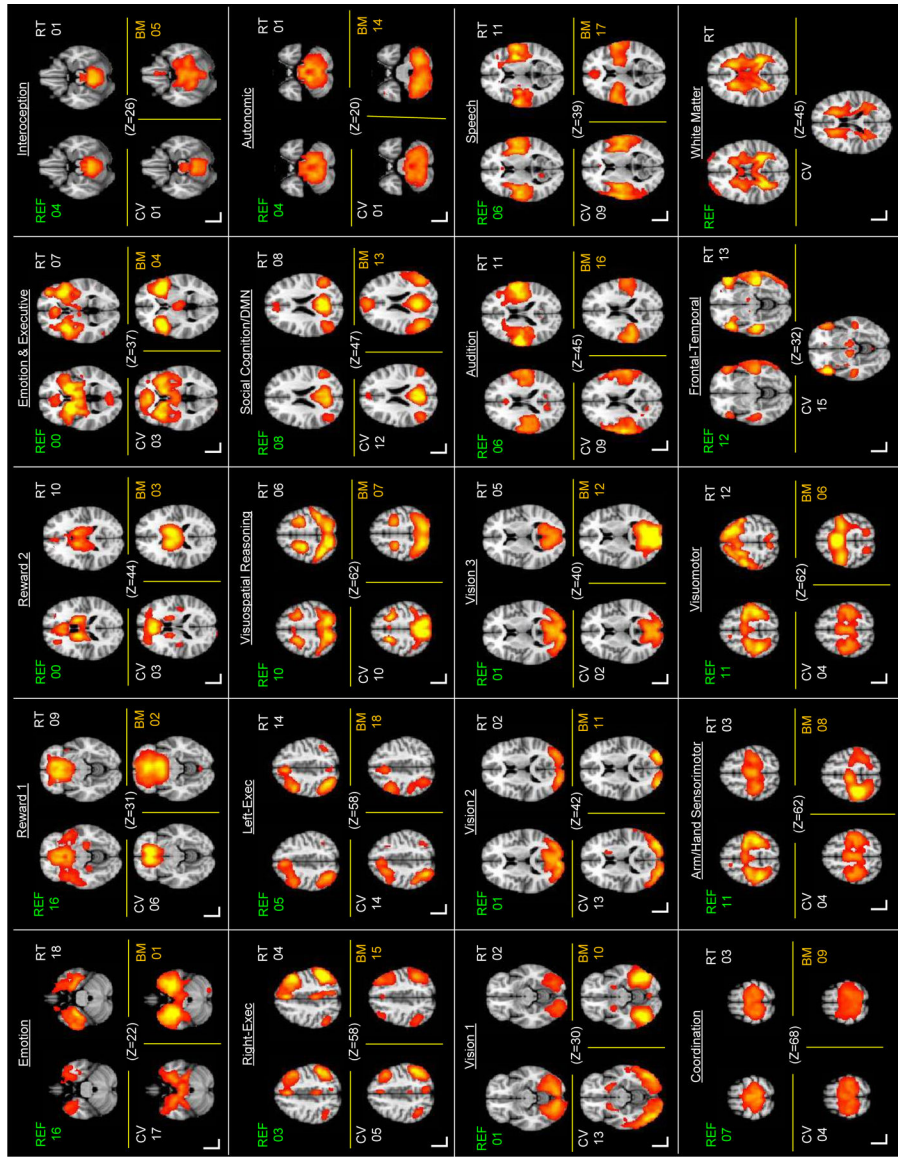 Emotion
REF RT
16 18
(Z=22)
CV BM
17 01
L
Reward 1
REF RT
16 09
(Z=31)
CV BM
06 02
L
Reward 2
REF RT
00 10
(Z=44)
CV BM
03 03
L
Emotion & Executive
REF RT
00 07
(Z=37)
CV BM
03 04
L
Interoception
REF RT
04 01
(Z=26)
CV BM
01 05
L
Right-Exec
REF RT
03 04
(Z=58)
CV BM
05 15
L
Left-Exec
REF RT
05 14
(Z=58)
CV BM
14 18
L
Visuospatial Reasoning
REF RT
10 06
(Z=62)
CV BM
10 07
L
Social Cognition/DMN
REF RT
08 08
(Z=47)
CV BM
12 13
L
Autonomic
REF RT
04 01
(Z=20)
CV BM
01 14
L
Vision 1
REF RT
01 02
(Z=30)
CV BM
13 10
L
Vision 2
REF RT
01 02
(Z=42)
CV BM
13 11
L
Vision 3
REF RT
01 05
(Z=40)
CV BM
02 12
L
Audition
REF RT
06 11
(Z=45)
CV BM
09 16
L
Speech
REF RT
06 11
(Z=39)
CV BM
09 17
L
Coordination
REF RT
07 03
(Z=68)
CV BM
04 09
L
Arm/Hand Sensorimotor
REF RT
11 03
(Z=62)
CV BM
04 08
L
Visuomotor
REF RT
11 12
(Z=62)
CV BM
04 06
L
Frontal-Temporal
REF RT
12 13
(Z=32)
CV
15
L
White Matter
REF RT
(Z=45)
CV
L